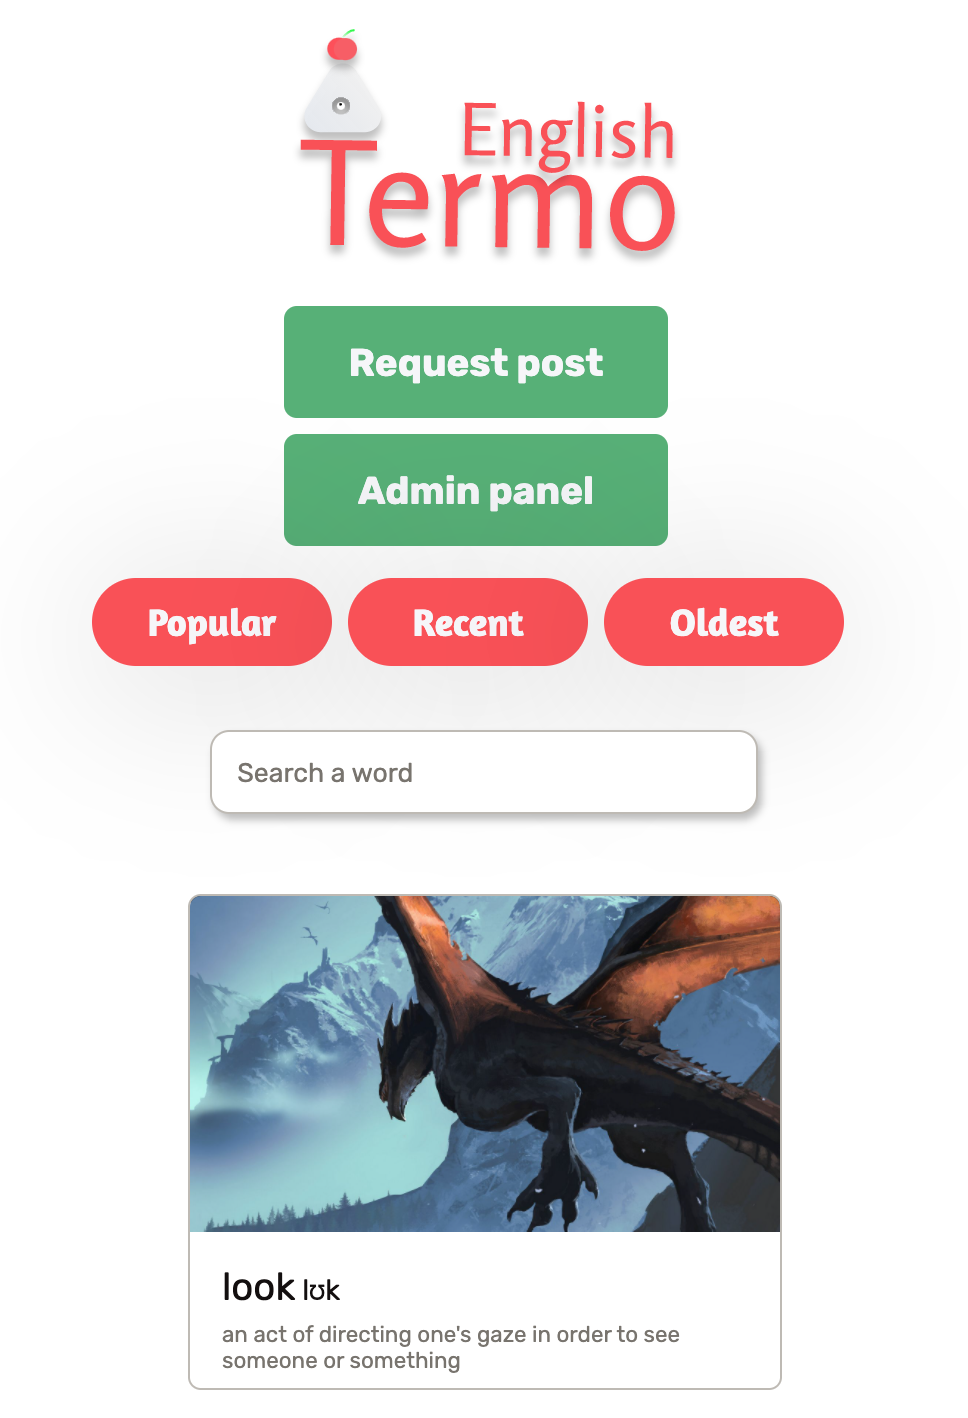 English
Termo
Request post
Admin panel
Popular Recent Oldest
Search a word
look lʊk
an act of directing one's gaze in order to see
someone or something